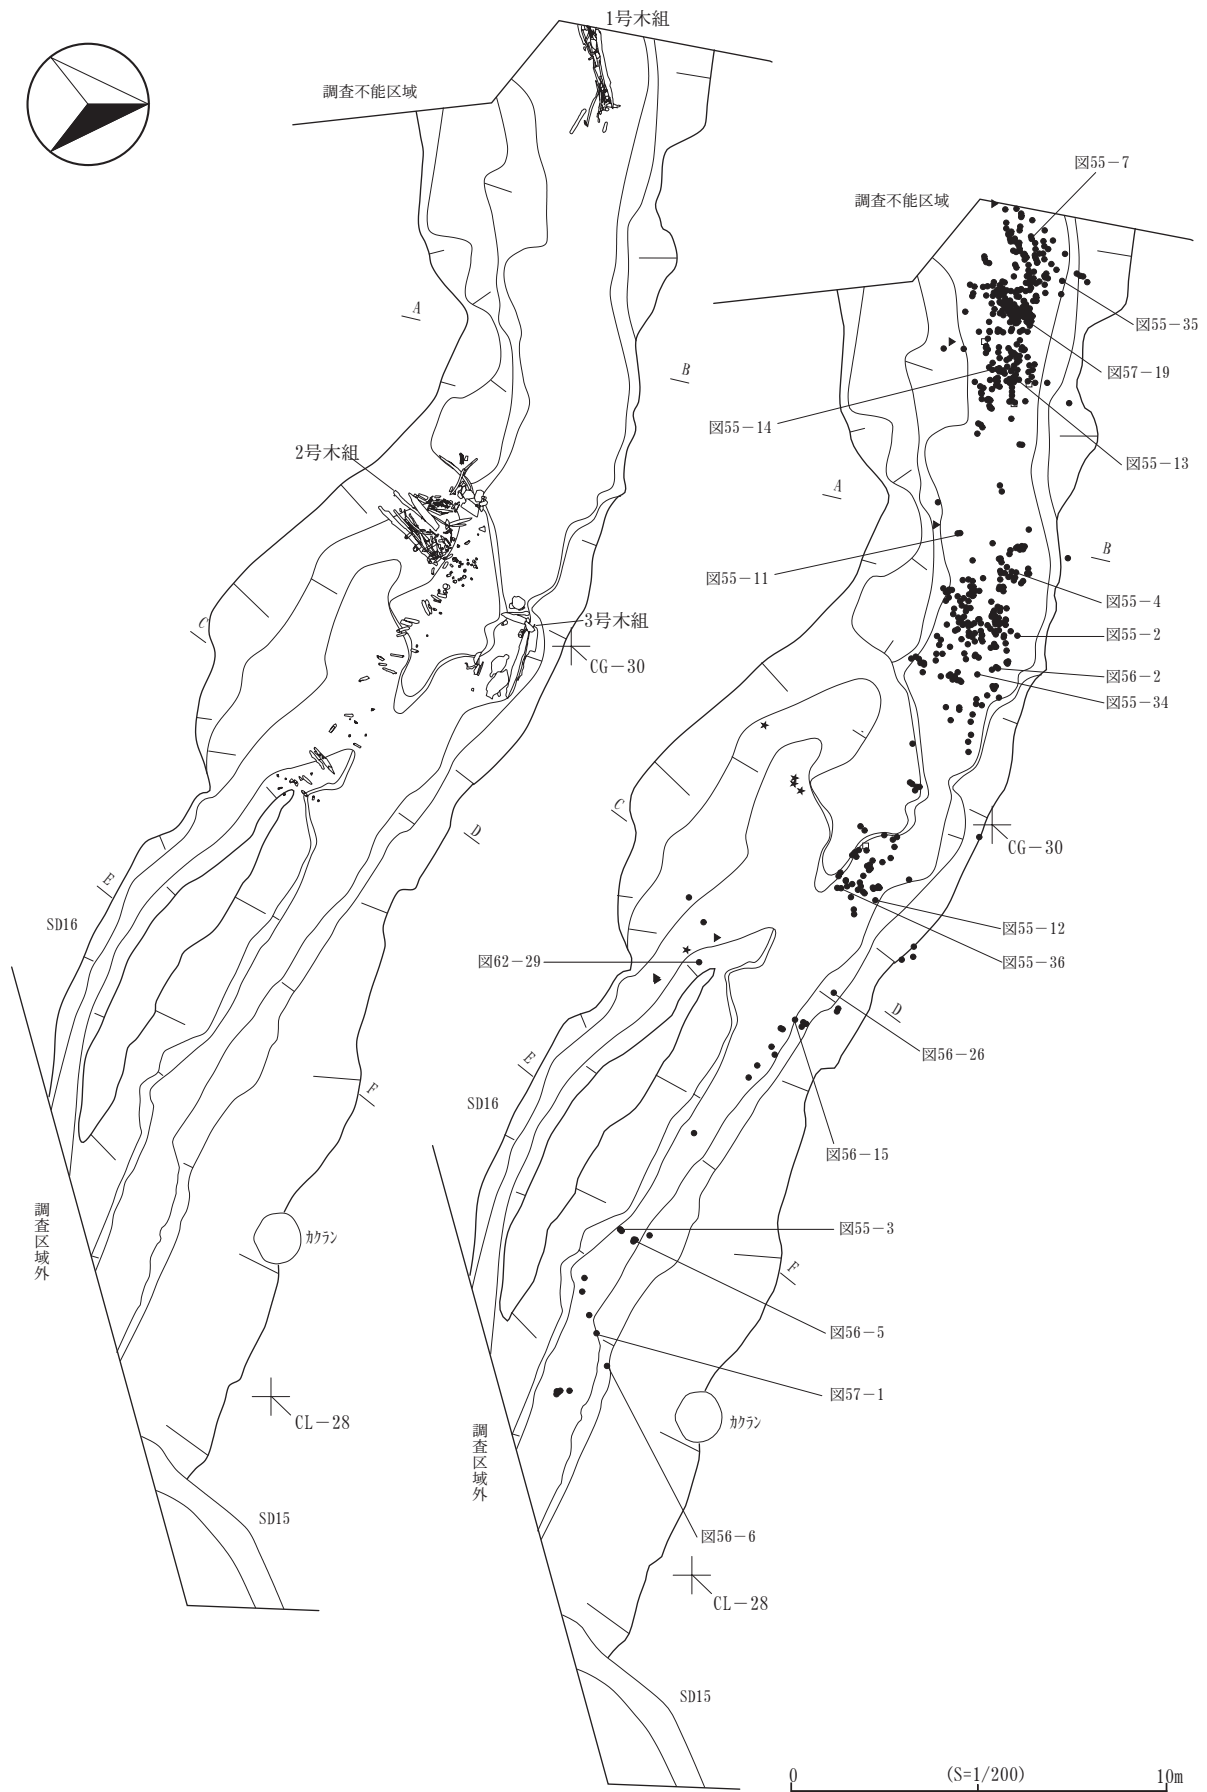 1号木組
調査不能区域
A
B
2号木組
C
3号木組
CG−30
D
E
SD16
F
調査区域外
カクラン
CL−28
SD15
図55−7
調査不能区域
図55−35
図57−19
図55−14
図55−13
A
B
図55−11
図55−4
図55−2
図56−2
図55−34
C
CG−30
図55−12
図62−29
図55−36
D
図56−26
E
SD16
図56−15
図55−3
F
図56−5
図57−1
カクラン
調査区域外
図56−6
CL−28
SD15
0 (S=1/200) 10m